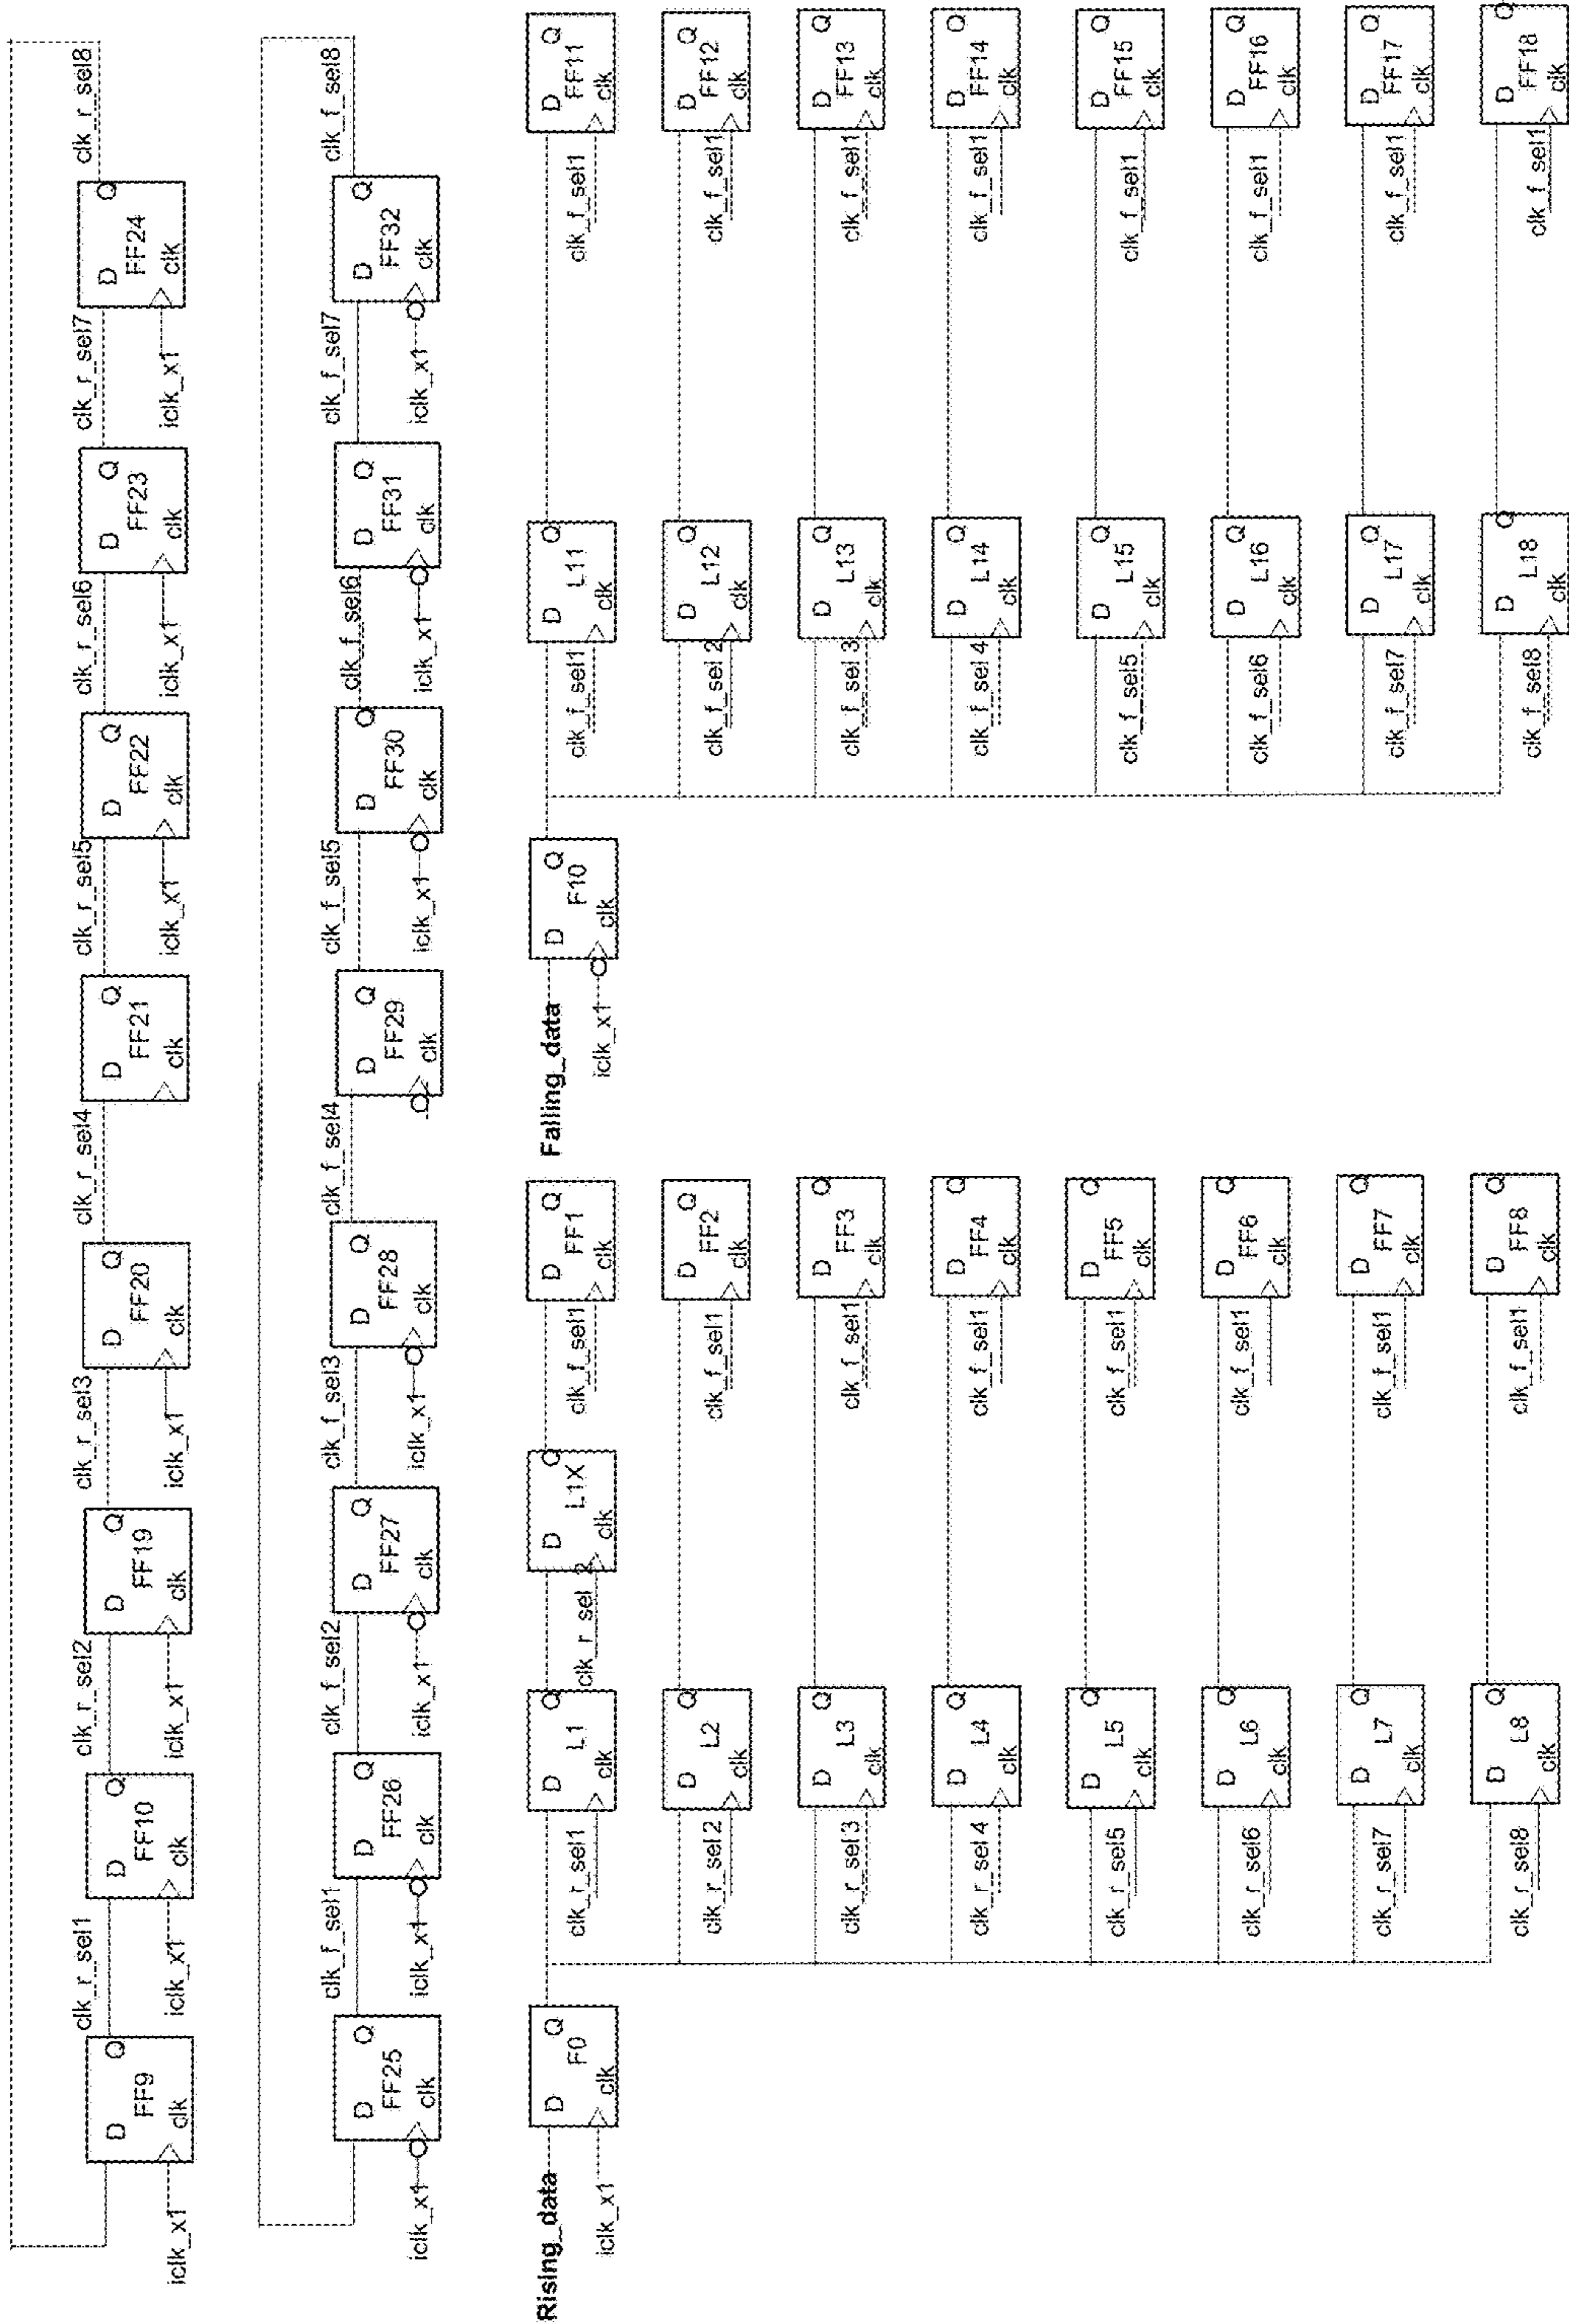 clk_r_sel1 clk_r_sel2 clk_r_sel3 clk_r_sel4 clk_r_sel5 clk_r_sel6 clk_r_sel7 clk_r_sel8
D Q D Q D Q D Q D Q D Q D Q D Q
FF9 FF10 FF19 FF20 FF21 FF22 FF23 FF24
clk clk clk clk clk clk clk clk
iclk_x1 iclk_x1 iclk_x1 iclk_x1 iclk_x1 iclk_x1 iclk_x1
clk_f_sel1 clk_f_sel2 clk_f_sel3 clk_f_sel4 clk_f_sel5 clk_f_sel6 clk_f_sel7 clk_f_sel8
D Q D Q D Q D Q D Q D Q D Q D Q
FF25 FF26 FF27 FF28 FF29 FF30 FF31 FF32
clk clk clk clk clk clk clk clk
iclk_x1 iclk_x1 iclk_x1 iclk_x1 iclk_x1 iclk_x1 iclk_x1
Rising_data D Q D Q D Q D Q Falling_data D Q D Q D Q
F0 L1 L1X FF1 F10 L11 FF11
iclk_x1 clk clk_r_sel1 clk clk_r_sel 2 clk clk_f_sel1 clk iclk_x1 clk clk_f_sel1 clk clk_f_sel1 clk
D Q D Q D Q D Q
L2 FF2 L12 FF12
clk_r_sel 2 clk clk_f_sel1 clk clk_f_sel 2 clk clk_f_sel1 clk
D Q D Q D Q D Q
L3 FF3 L13 FF13
clk_r_sel 3 clk clk_f_sel1 clk clk_f_sel 3 clk clk_f_sel1 clk
D Q D Q D Q D Q
L4 FF4 L14 FF14
clk_r_sel 4 clk clk_f_sel1 clk clk_f_sel 4 clk clk_f_sel1 clk
D Q D Q D Q D Q
L5 FF5 L15 FF15
clk_r_sel5 clk clk_f_sel1 clk clk_f_sel5 clk clk_f_sel1 clk
D Q D Q D Q D Q
L6 FF6 L16 FF16
clk_r_sel6 clk clk_f_sel1 clk clk_f_sel6 clk clk_f_sel1 clk
D Q D Q D Q D Q
L7 FF7 L17 FF17
clk_r_sel7 clk clk_f_sel1 clk clk_f_sel7 clk clk_f_sel1 clk
D Q D Q D Q D Q
L8 FF8 L18 FF18
clk_r_sel8 clk clk_f_sel1 clk clk_f_sel8 clk clk_f_sel1 clk